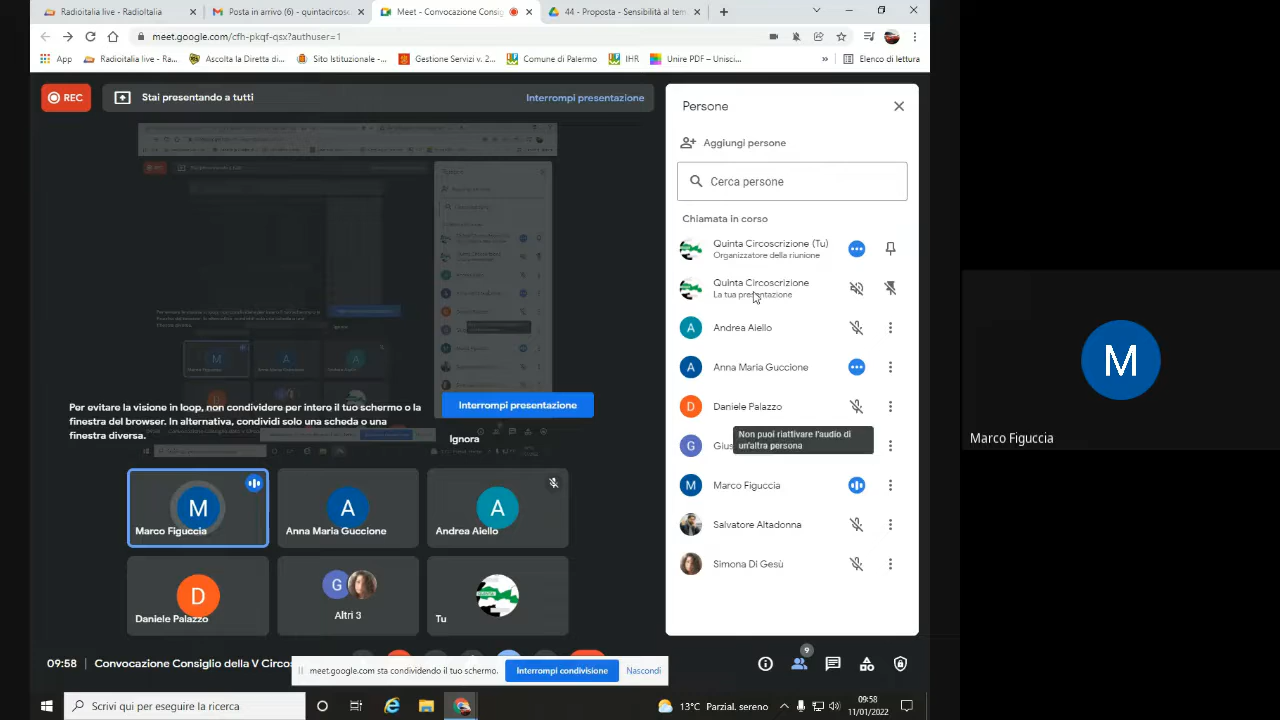 Radioitalia live - RadioItalia
Posta in arrivo (6) - quintacircos
Meet - Convocazione Consig
44 - Proposta - Sensibilità al tem
meet.google.com/cfh-pkqf-qsx?authuser=1
App
Radioitalia live - Ra...
Ascolta la Diretta di...
Sito Istituzionale -...
Gestione Servizi v. 2...
Comune di Palermo
IHR
Unire PDF – Unisci...
»
Elenco di lettura
REC
Stai presentando a tutti
Interrompi presentazione
Persone
Aggiungi persone
Cerca persone
Chiamata in corso
Quinta Circoscrizione (Tu)
Organizzatore della riunione
Quinta Circoscrizione
La tua presentazione
Andrea Aiello
Anna Maria Guccione
Daniele Palazzo
Non puoi riattivare l'audio di
un'altra persona
G
Gius
Marco Figuccia
Salvatore Altadonna
Simona Di Gesù
Per evitare la visione in loop, non condividere per intero il tuo schermo o la
finestra del browser. In alternativa, condividi solo una scheda o una
finestra diversa.
Interrompi presentazione
Ignora
M
Marco Figuccia
A
Anna Maria Guccione
A
Andrea Aiello
D
Daniele Palazzo
G
Altri 3
Tu
09:58
Convocazione Consiglio della V Circos
meet.google.com sta condividendo il tuo schermo.
Interrompi condivisione
Nascondi
9
Scrivi qui per eseguire la ricerca
13°C Parzial. sereno
09:58
11/01/2022
M
Marco Figuccia